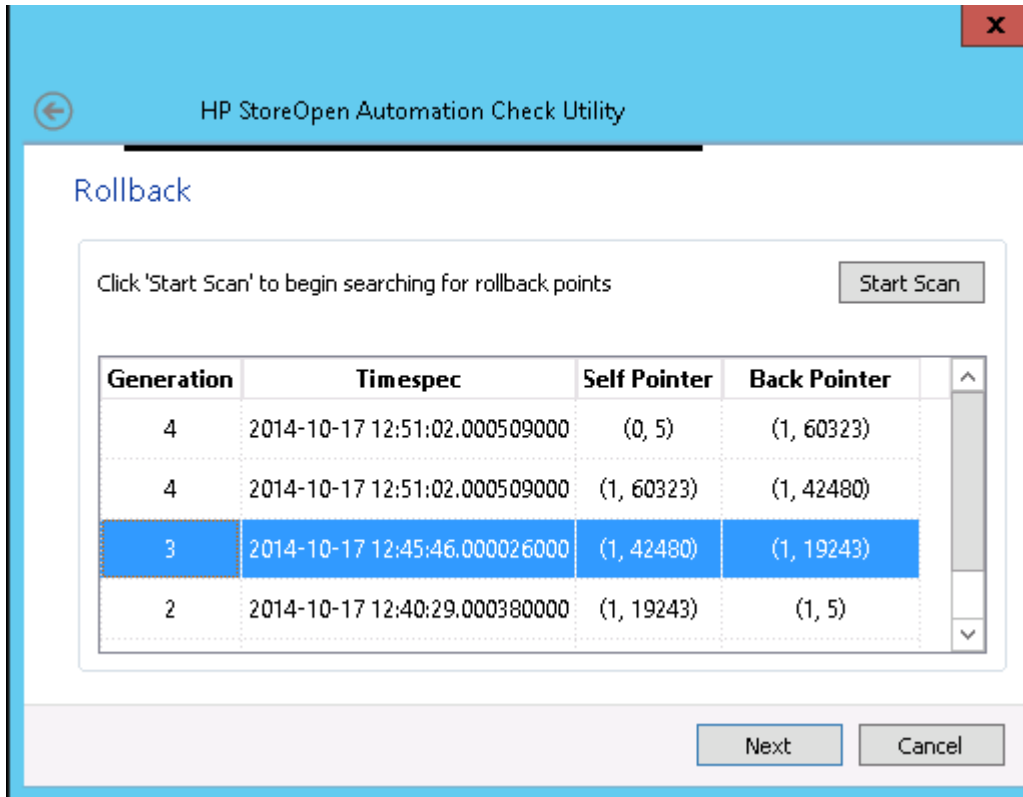 x
HP StoreOpen Automation Check Utility
Rollback
Click 'Start Scan' to begin searching for rollback points Start Scan
Generation Timespec Self Pointer Back Pointer
4 2014-10-17 12:51:02.000509000 (0, 5) (1, 60323)
4 2014-10-17 12:51:02.000509000 (1, 60323) (1, 42480)
3 2014-10-17 12:45:46.000026000 (1, 42480) (1, 19243)
2 2014-10-17 12:40:29.000380000 (1, 19243) (1, 5)
Next Cancel